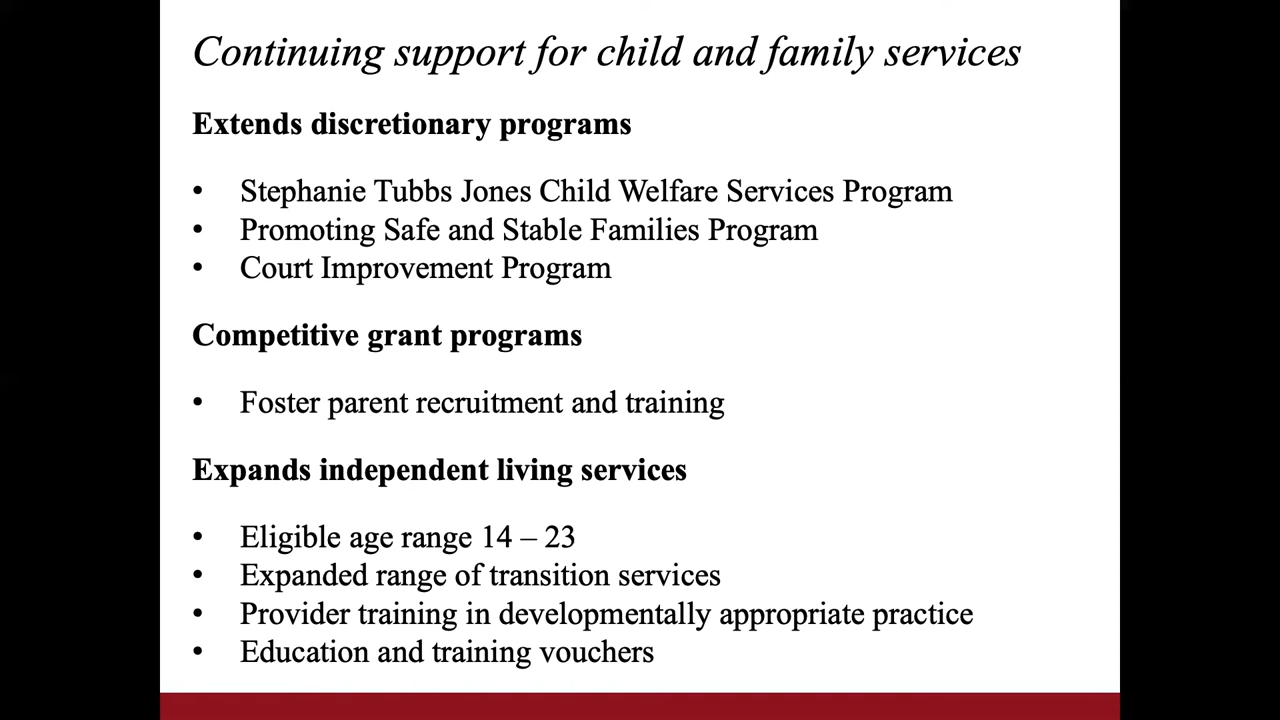 Continuing support for child and family services
Extends discretionary programs
• Stephanie Tubbs Jones Child Welfare Services Program
• Promoting Safe and Stable Families Program
• Court Improvement Program
Competitive grant programs
• Foster parent recruitment and training
Expands independent living services
• Eligible age range 14 – 23
• Expanded range of transition services
• Provider training in developmentally appropriate practice
• Education and training vouchers